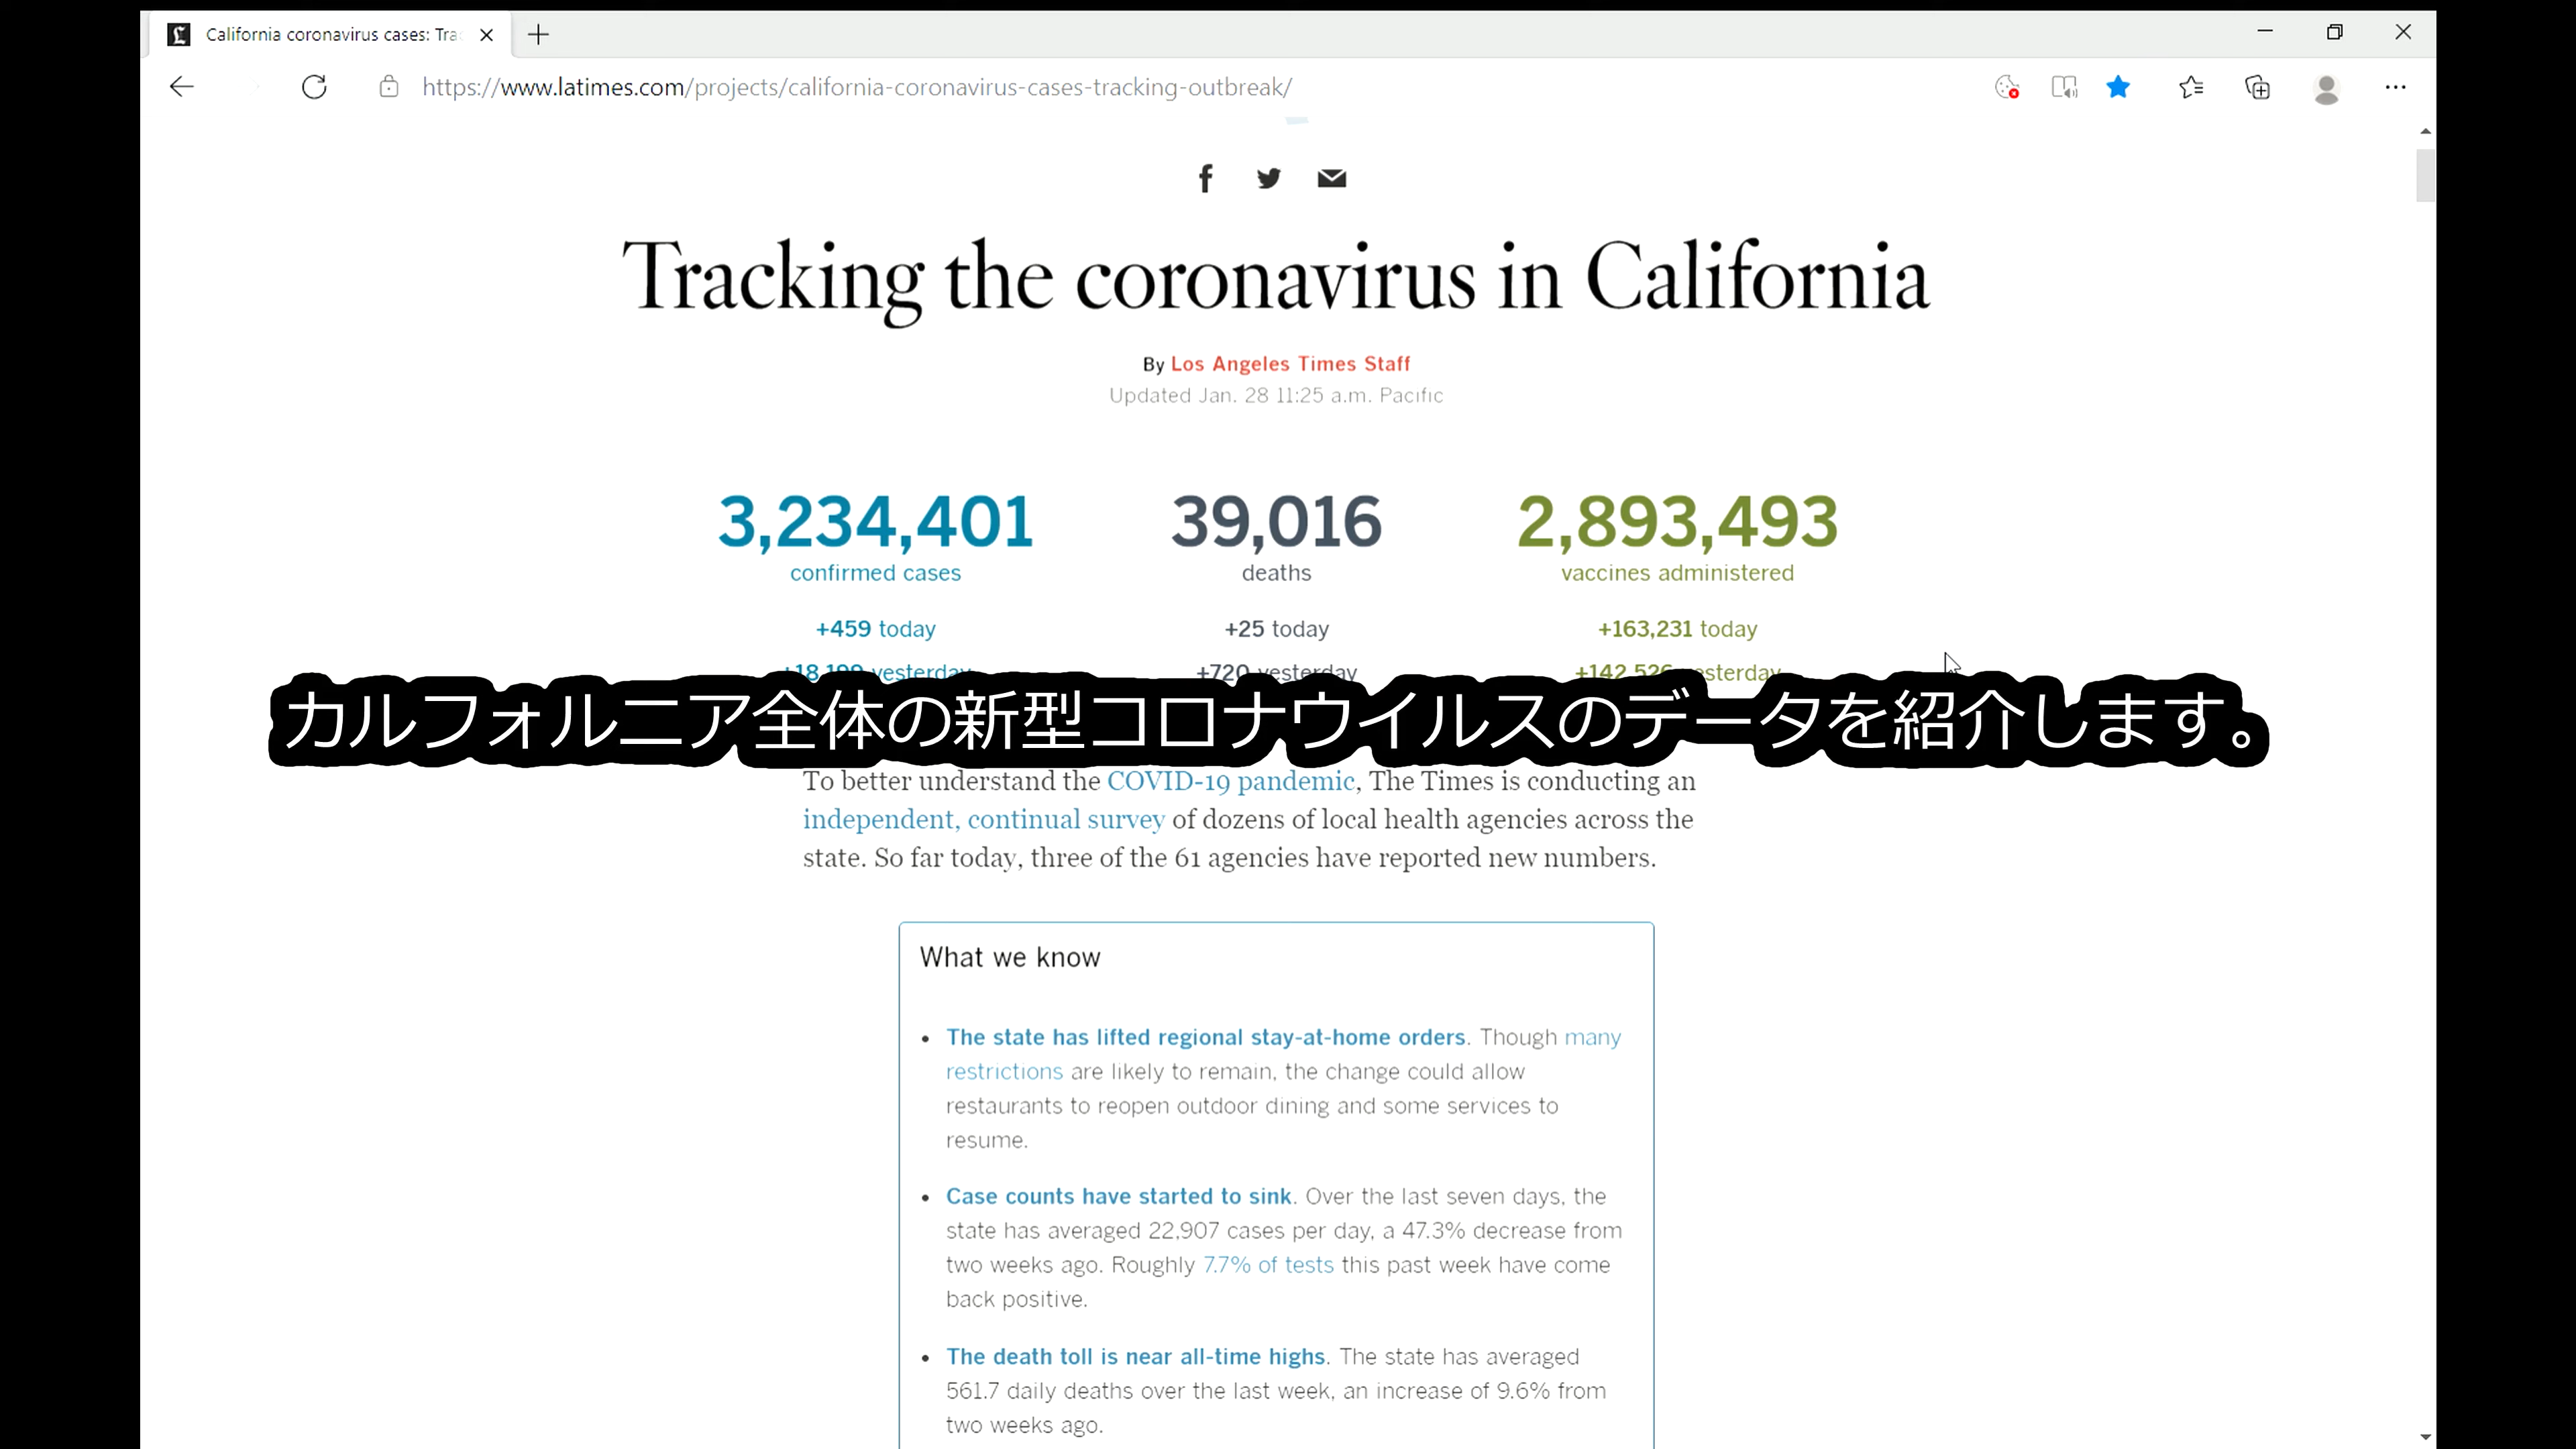 California coronavirus cases: Tra
https://www.latimes.com/projects/california-coronavirus-cases-tracking-outbreak/
Tracking the coronavirus in California
By Los Angeles Times Staff
Updated Jan. 28 11:25 a.m. Pacific
3,234,401 39,016 2,893,493
confirmed cases deaths vaccines administered
+459 today +25 today +163,231 today
+18,199 yesterday +720 yesterday +142,526 yesterday
カルフォルニア全体の新型コロナウイルスのデータを紹介します。
To better understand the COVID-19 pandemic, The Times is conducting an
independent, continual survey of dozens of local health agencies across the
state. So far today, three of the 61 agencies have reported new numbers.
What we know
• The state has lifted regional stay-at-home orders. Though many
restrictions are likely to remain, the change could allow
restaurants to reopen outdoor dining and some services to
resume.
• Case counts have started to sink. Over the last seven days, the
state has averaged 22,907 cases per day, a 47.3% decrease from
two weeks ago. Roughly 7.7% of tests this past week have come
back positive.
• The death toll is near all-time highs. The state has averaged
561.7 daily deaths over the last week, an increase of 9.6% from
two weeks ago.